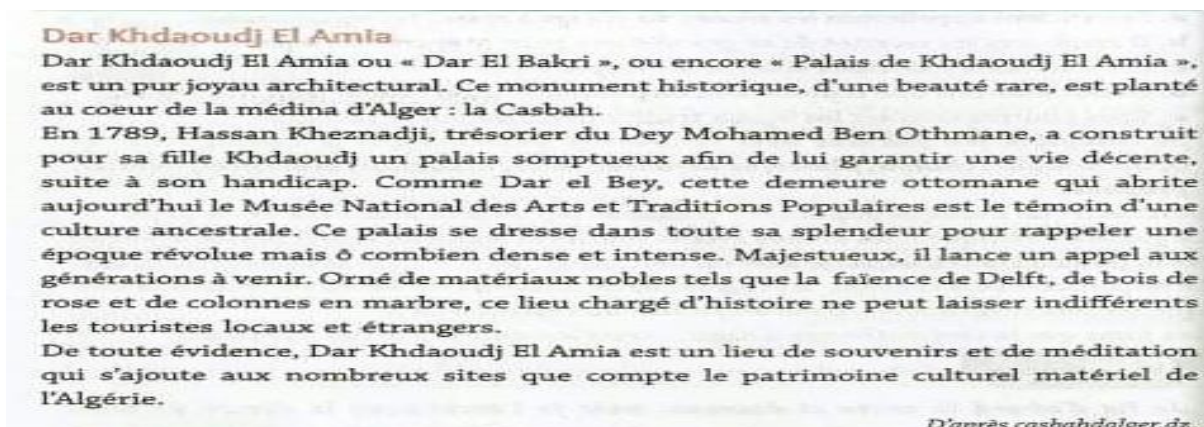 Dar Khdaoudj El Amia
Dar Khdaoudj El Amia ou « Dar El Bakri », ou encore « Palais de Khdaoudj El Amia »,
est un pur joyau architectural. Ce monument historique, d'une beauté rare, est planté
au coeur de la médina d'Alger : la Casbah.
En 1789, Hassan Kheznadji, trésorier du Dey Mohamed Ben Othmane, a construit
pour sa fille Khdaoudj un palais somptueux afin de lui garantir une vie décente,
suite à son handicap. Comme Dar el Bey, cette demeure ottomane qui abrite
aujourd'hui le Musée National des Arts et Traditions Populaires est le témoin d'une
culture ancestrale. Ce palais se dresse dans toute sa splendeur pour rappeler une
époque révolue mais ô combien dense et intense. Majestueux, il lance un appel aux
générations à venir. Orné de matériaux nobles tels que la faïence de Delft, de bois de
rose et de colonnes en marbre, ce lieu chargé d'histoire ne peut laisser indifférents
les touristes locaux et étrangers.
De toute évidence, Dar Khdaoudj El Amia est un lieu de souvenirs et de méditation
qui s'ajoute aux nombreux sites que compte le patrimoine culturel matériel de
l'Algérie.
D'après casbahdalger.dz